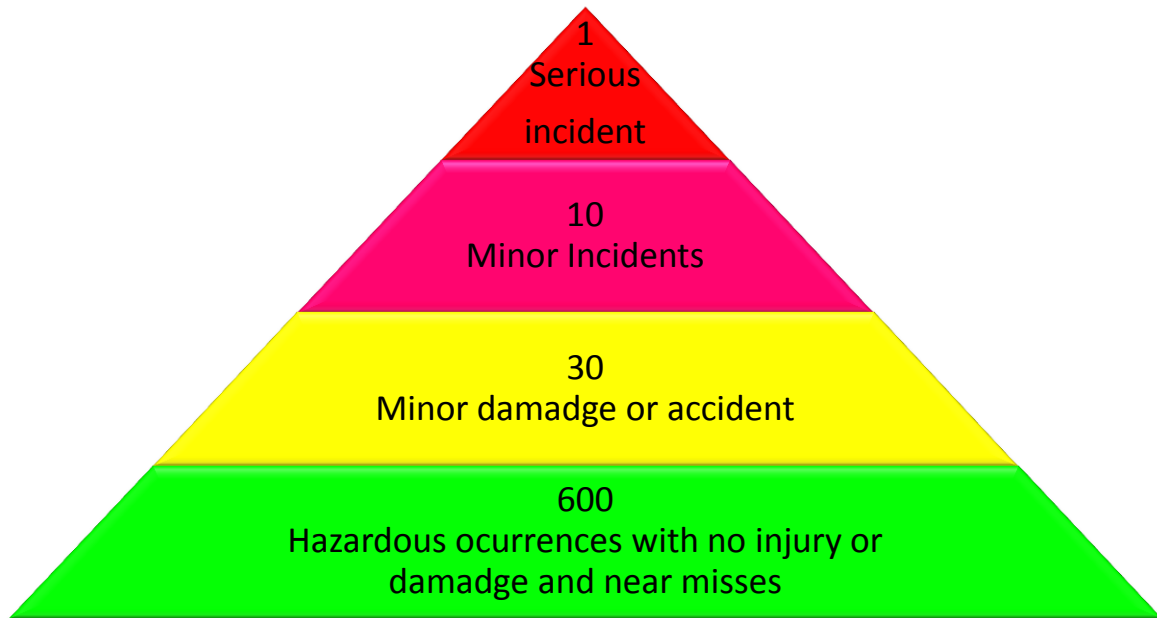 1
Serious
incident
10
Minor Incidents
30
Minor damadge or accident
600
Hazardous ocurrences with no injury or
damadge and near misses